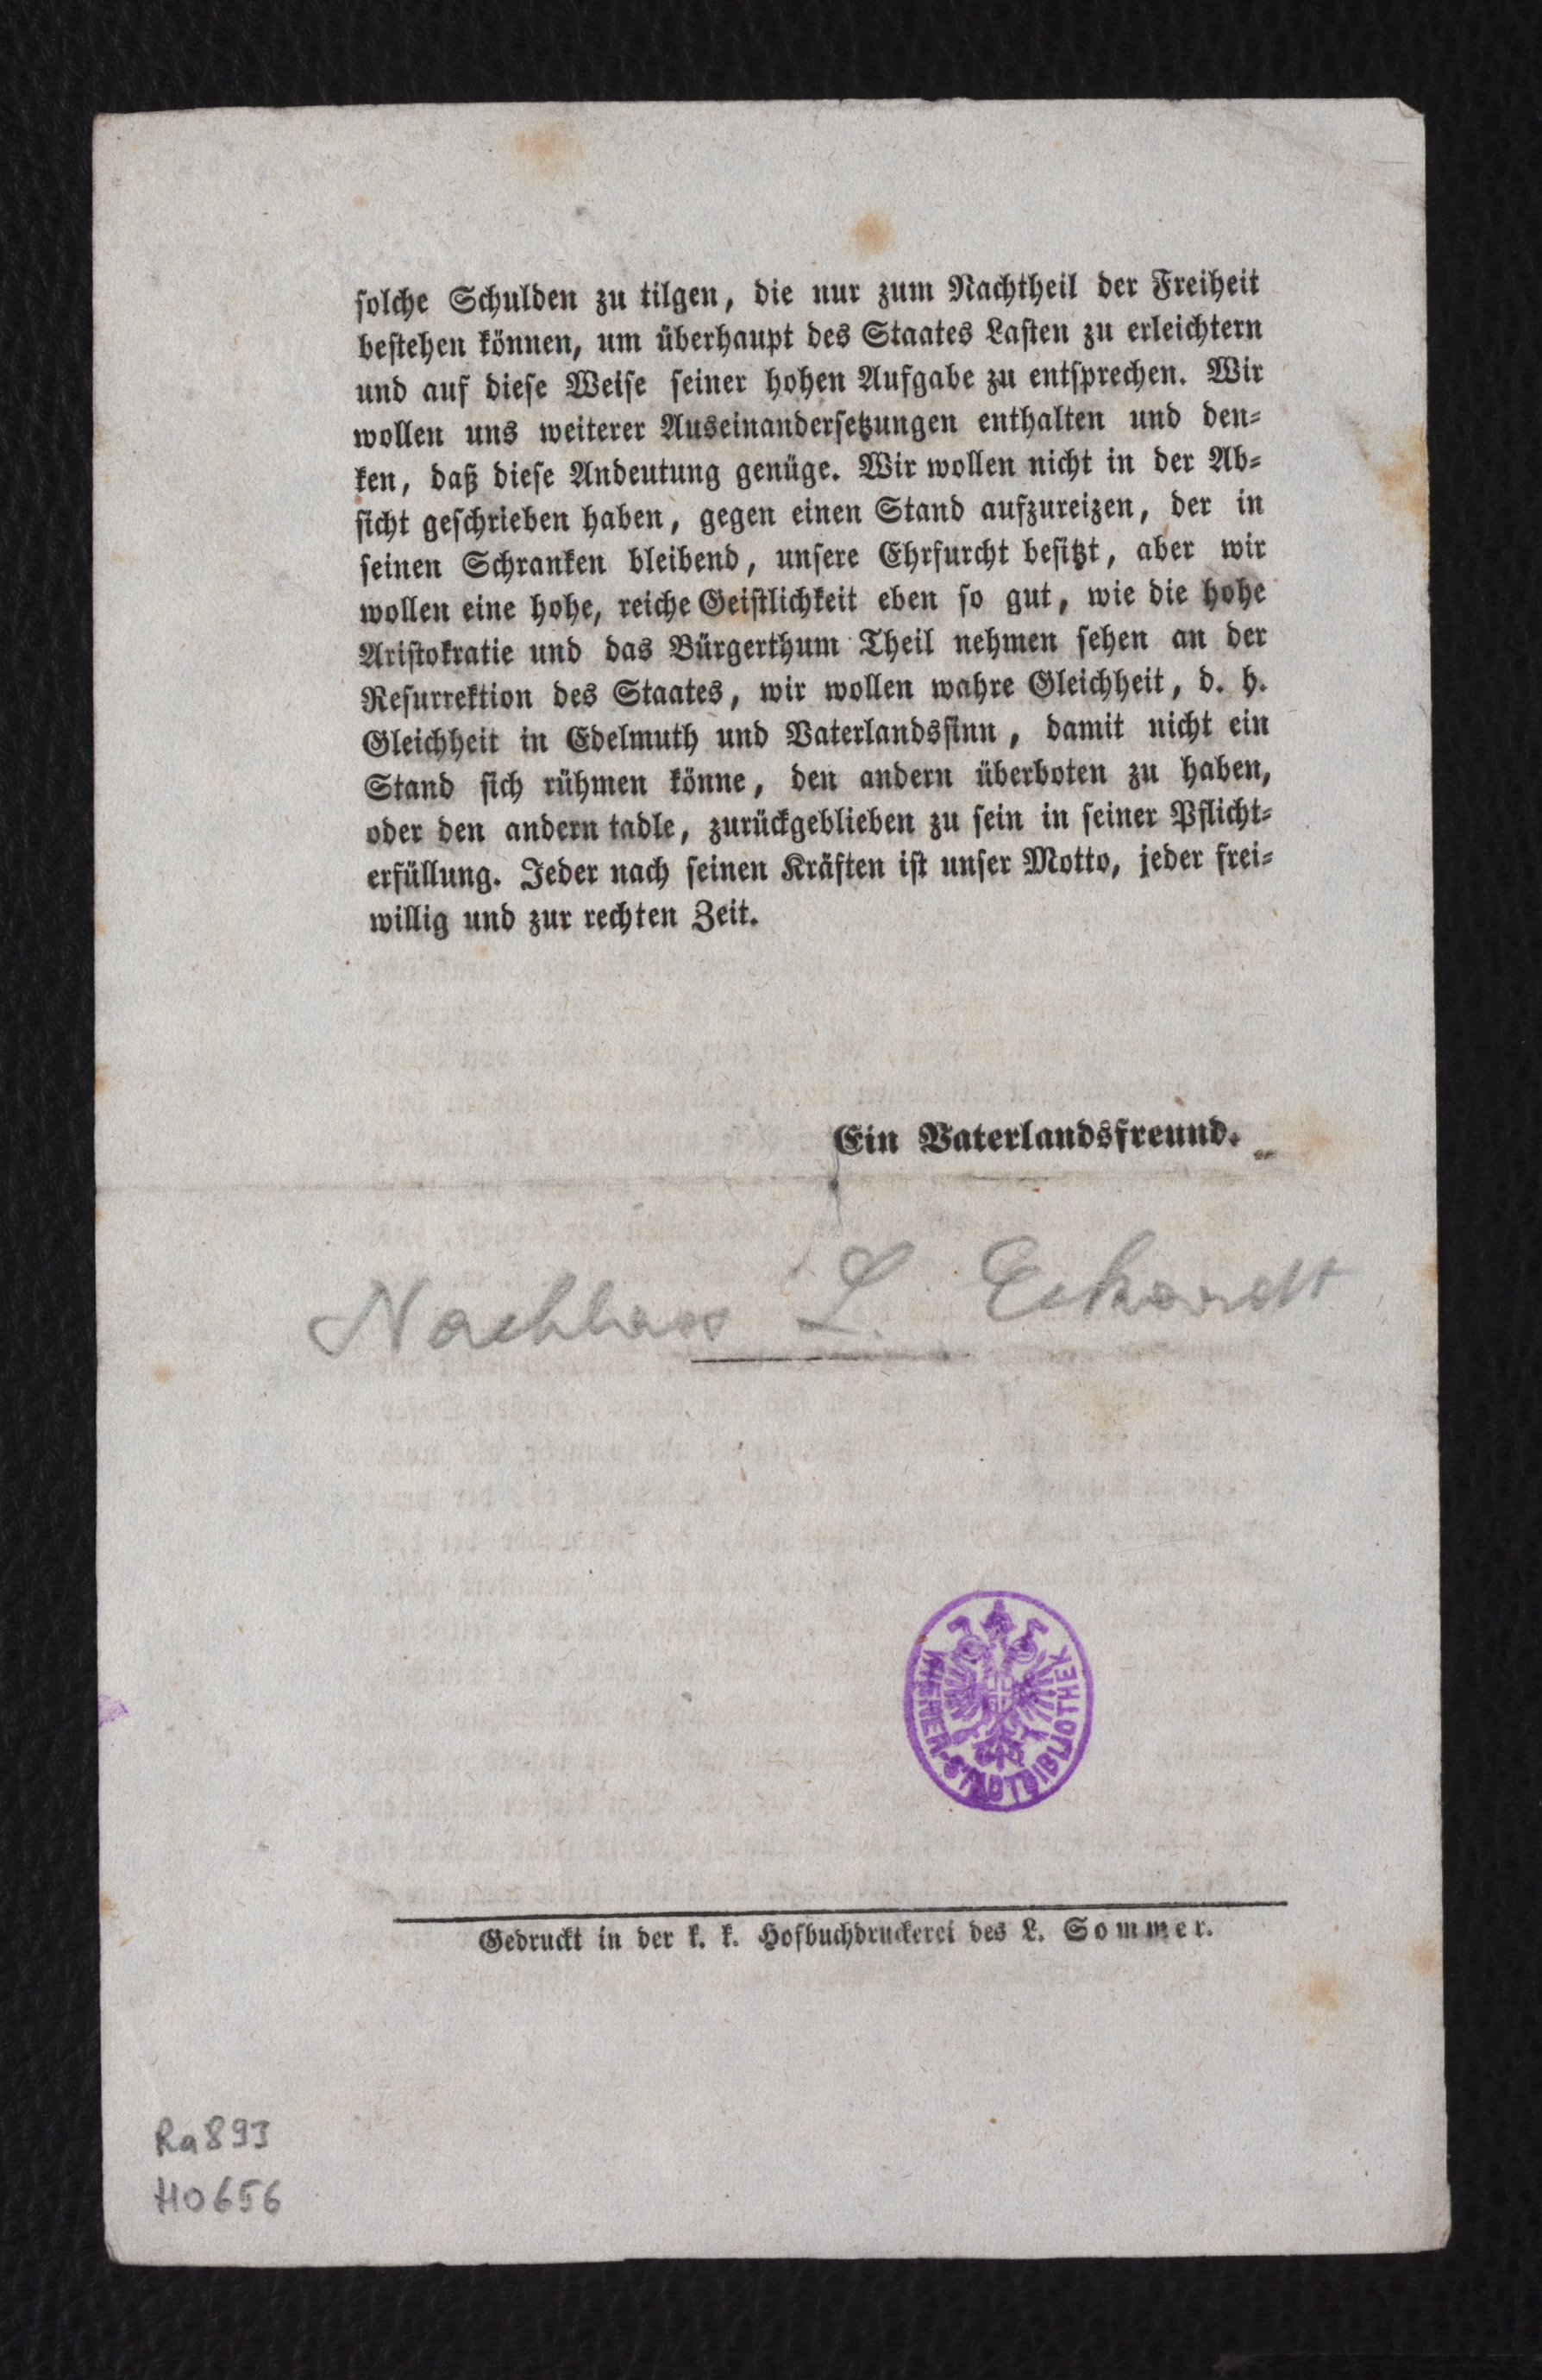 solche Schulden zu tilgen, die nur zum Nachtheil der Freiheit
bestehen können, um überhaupt des Staates Lasten zu erleichtern
und auf diese Weise seiner hohen Aufgabe zu entsprechen. Wir
wollen uns weiterer Auseinandersetzungen enthalten und den-
ken, daß diese Andeutung genüge. Wir wollen nicht in der Ab-
sicht geschrieben haben, gegen einen Stand aufzureizen, der in
seinen Schranken bleibend, unsere Ehrfurcht besitzt, aber wir
wollen eine hohe, reiche Geistlichkeit eben so gut, wie die hohe
Aristokratie und das Bürgerthum Theil nehmen sehen an der
Resurrektion des Staates, wir wollen wahre Gleichheit, d. h.
Gleichheit in Edelmuth und Vaterlandssinn, damit nicht ein
Stand sich rühmen könne, den andern überboten zu haben,
oder den andern tadle, zurückgeblieben zu sein in seiner Pflicht-
erfüllung. Jeder nach seinen Kräften ist unser Motto, jeder frei-
willig und zur rechten Zeit.
Ein Vaterlandsfreund.
Nachlass L. Eckardt
WIENER STADTBIBLIOTHEK
Gedruckt in der k. k. Hofbuchdruckerei des L. Sommer.
Ra 893
H0656